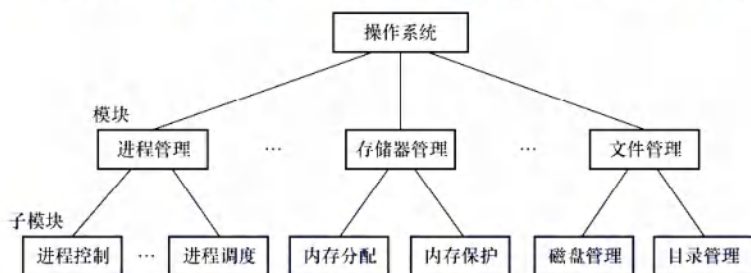 操作系统
模块
进程管理 … 存储器管理 … 文件管理
子模块
进程控制 … 进程调度 内存分配 内存保护 磁盘管理 目录管理